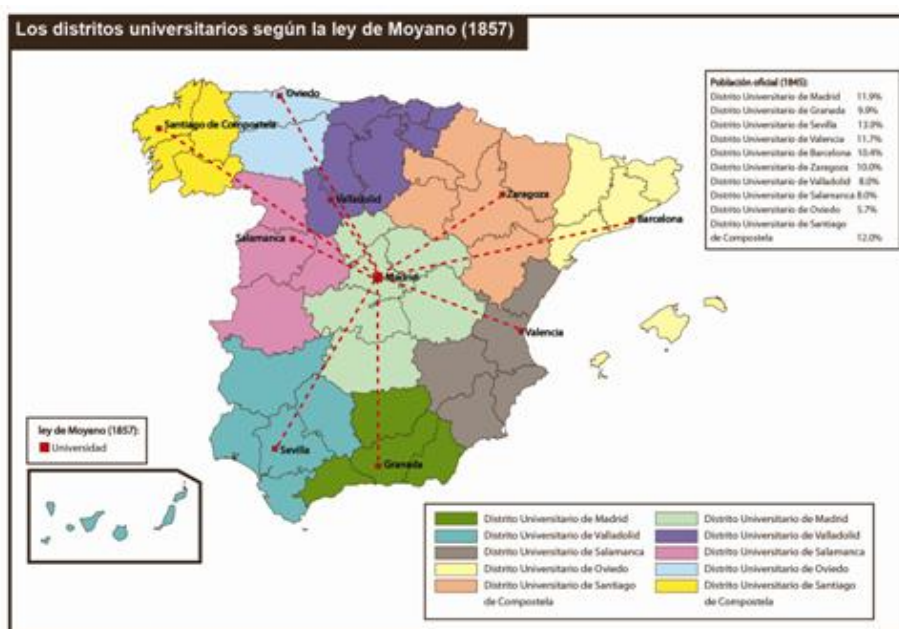 Los distritos universitarios según la ley de Moyano (1857)
Oviedo
Santiago de Compostela
Valladolid
Zaragoza
Barcelona
Salamanca
Madrid
Valencia
Sevilla
Granada
Población oficial (1845):
Distrito Universitario de Madrid 11.9%
Distrito Universitario de Granada 9.9%
Distrito Universitario de Sevilla 13.0%
Distrito Universitario de Valencia 11.7%
Distrito Universitario de Barcelona 10.4%
Distrito Universitario de Zaragoza 10.0%
Distrito Universitario de Valladolid 8.0%
Distrito Universitario de Salamanca 8.0%
Distrito Universitario de Oviedo 5.7%
Distrito Universitario de Santiago
de Compostela 12.0%
ley de Moyano (1857):
Universidad
Distrito Universitario de Madrid
Distrito Universitario de Valladolid
Distrito Universitario de Salamanca
Distrito Universitario de Oviedo
Distrito Universitario de Santiago
de Compostela
Distrito Universitario de Madrid
Distrito Universitario de Valladolid
Distrito Universitario de Salamanca
Distrito Universitario de Oviedo
Distrito Universitario de Santiago
de Compostela